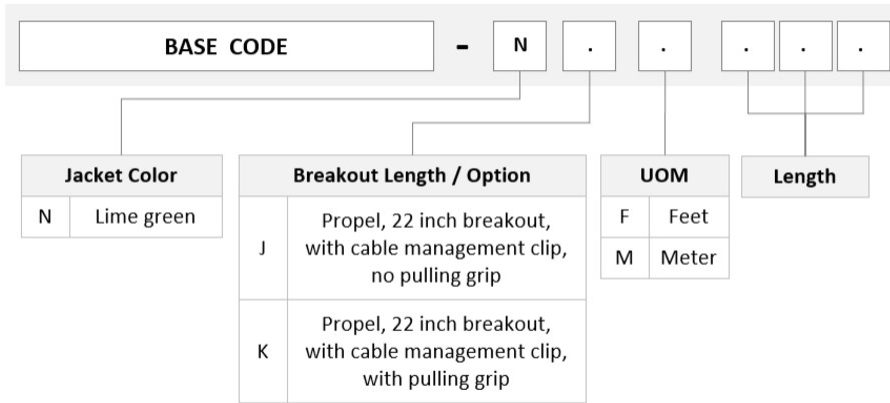 BASE CODE - N . . . . .
Jacket Color
N Lime green
Breakout Length / Option
J Propel, 22 inch breakout,
with cable management clip,
no pulling grip
K Propel, 22 inch breakout,
with cable management clip,
with pulling grip
UOM
F Feet
M Meter
Length